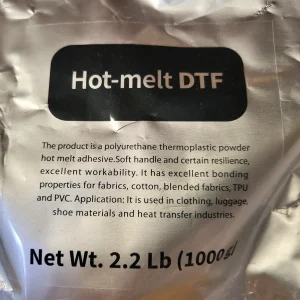 Hot-melt DTF
The product is a polyurethane thermoplastic powder
hot melt adhesive.Soft handle and certain resilience,
excellent workability. It has excellent bonding
properties for fabrics, cotton, blended fabrics, TPU
and PVC. Application: It is used in clothing, luggage,
shoe materials and heat transfer industries.
Net Wt. 2.2 Lb (1000g)